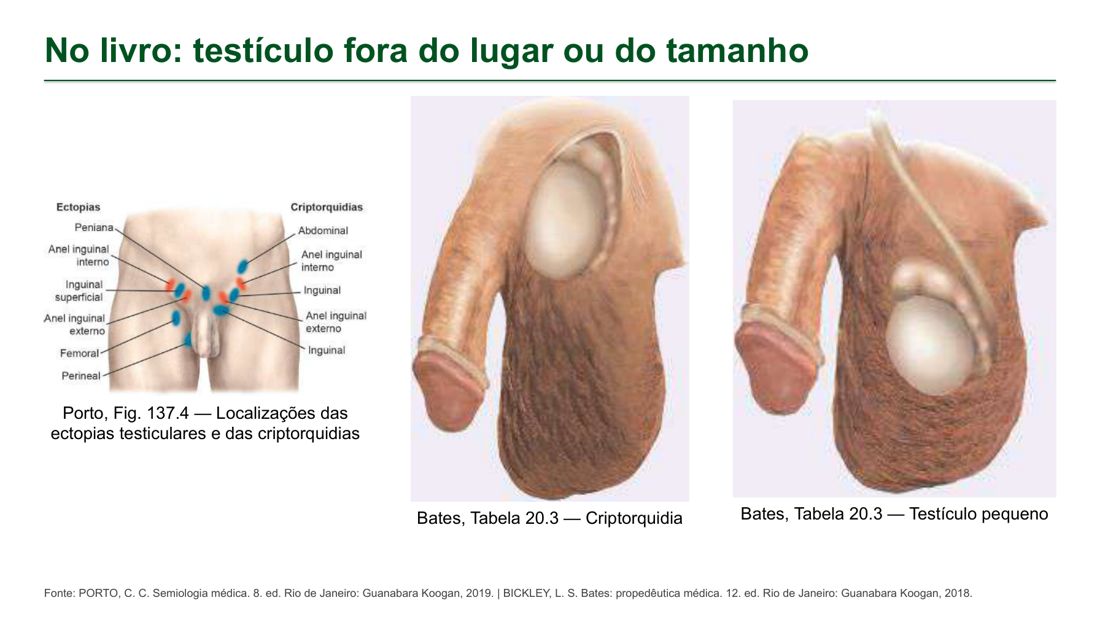 No livro: testículo fora do lugar ou do tamanho
Ectopias
Peniana
Anel inguinal
interno
Inguinal
superficial
Anel inguinal
externo
Femoral
Perineal
Criptorquidias
Abdominal
Anel inguinal
interno
Inguinal
Anel inguinal
externo
Inguinal
Porto, Fig. 137.4 — Localizações das
ectopias testiculares e das criptorquidias
Bates, Tabela 20.3 — Criptorquidia
Bates, Tabela 20.3 — Testículo pequeno
Fonte: PORTO, C. C. Semiologia médica. 8. ed. Rio de Janeiro: Guanabara Koogan, 2019. | BICKLEY, L. S. Bates: propedêutica médica. 12. ed. Rio de Janeiro: Guanabara Koogan, 2018.